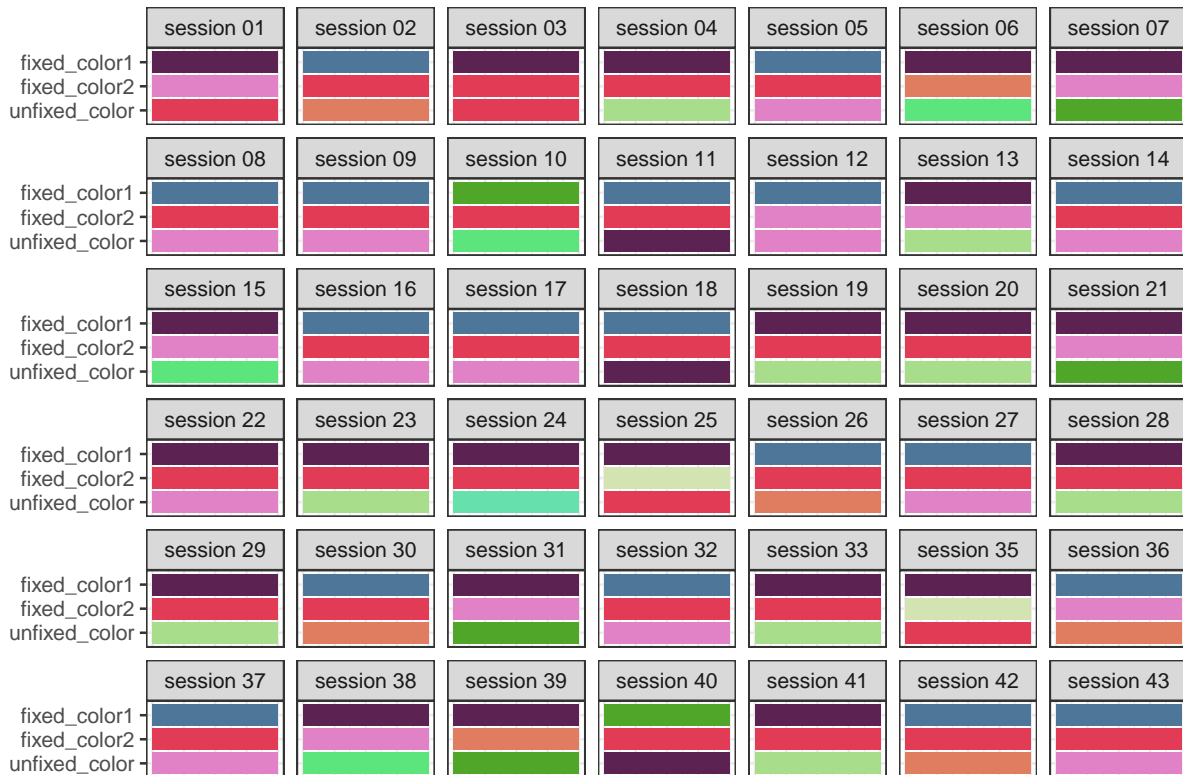 session 01 session 02 session 03 session 04 session 05 session 06 session 07
fixed_color1
fixed_color2
unfixed_color
session 08 session 09 session 10 session 11 session 12 session 13 session 14
fixed_color1
fixed_color2
unfixed_color
session 15 session 16 session 17 session 18 session 19 session 20 session 21
fixed_color1
fixed_color2
unfixed_color
session 22 session 23 session 24 session 25 session 26 session 27 session 28
fixed_color1
fixed_color2
unfixed_color
session 29 session 30 session 31 session 32 session 33 session 35 session 36
fixed_color1
fixed_color2
unfixed_color
session 37 session 38 session 39 session 40 session 41 session 42 session 43
fixed_color1
fixed_color2
unfixed_color